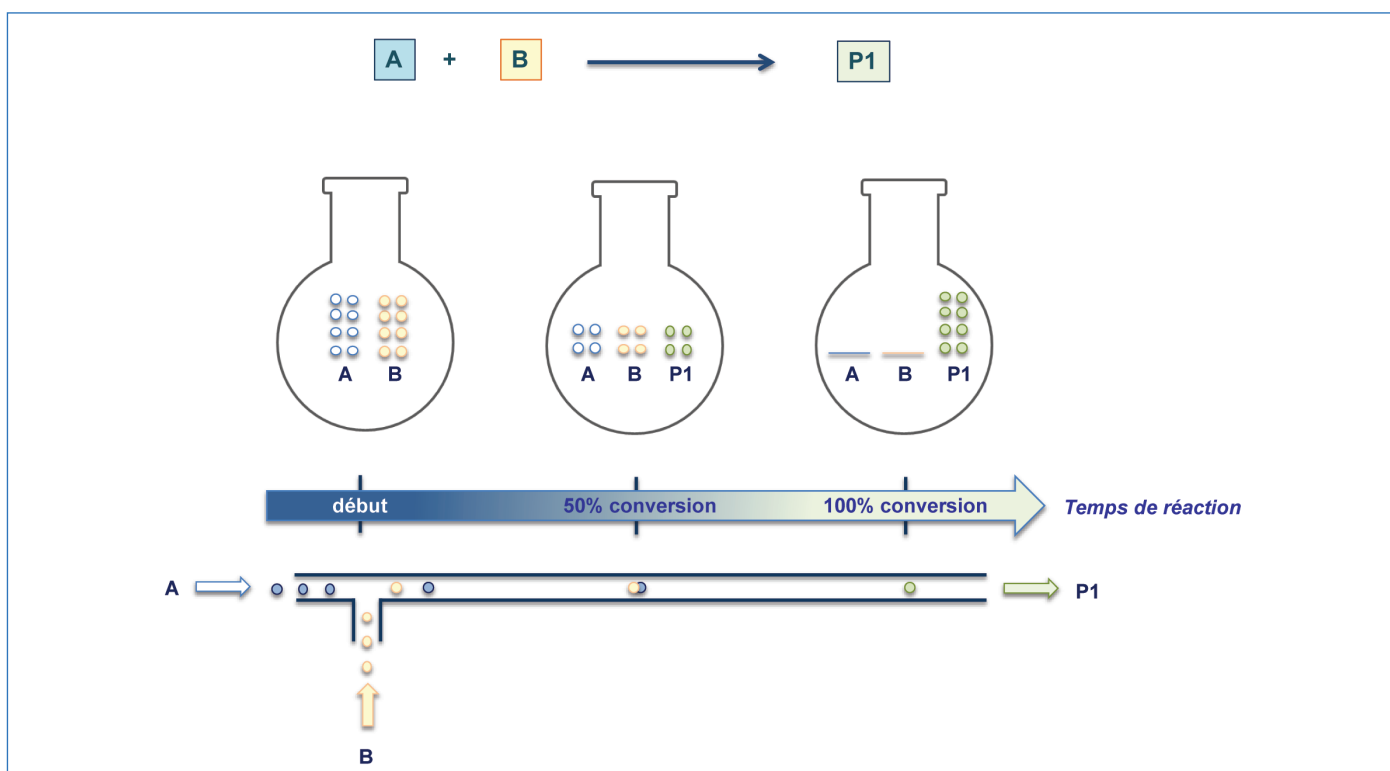 A + B P1
A B
A B P1
A B P1
début 50% conversion 100% conversion Temps de réaction
A P1
B